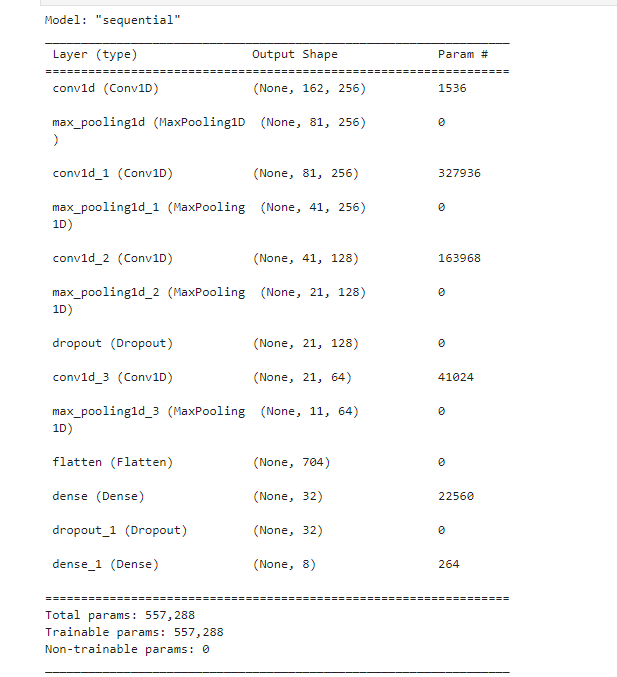 Model: "sequential"
_________________________________________________________________
Layer (type)                Output Shape              Param #
=================================================================
conv1d (Conv1D)             (None, 162, 256)          1536
max_pooling1d (MaxPooling1D  (None, 81, 256)          0
)
conv1d_1 (Conv1D)           (None, 81, 256)           327936
max_pooling1d_1 (MaxPooling  (None, 41, 256)          0
1D)
conv1d_2 (Conv1D)           (None, 41, 128)           163968
max_pooling1d_2 (MaxPooling  (None, 21, 128)          0
1D)
dropout (Dropout)           (None, 21, 128)           0
conv1d_3 (Conv1D)           (None, 21, 64)            41024
max_pooling1d_3 (MaxPooling  (None, 11, 64)           0
1D)
flatten (Flatten)           (None, 704)               0
dense (Dense)               (None, 32)                22560
dropout_1 (Dropout)         (None, 32)                0
dense_1 (Dense)             (None, 8)                 264
=================================================================
Total params: 557,288
Trainable params: 557,288
Non-trainable params: 0
_________________________________________________________________